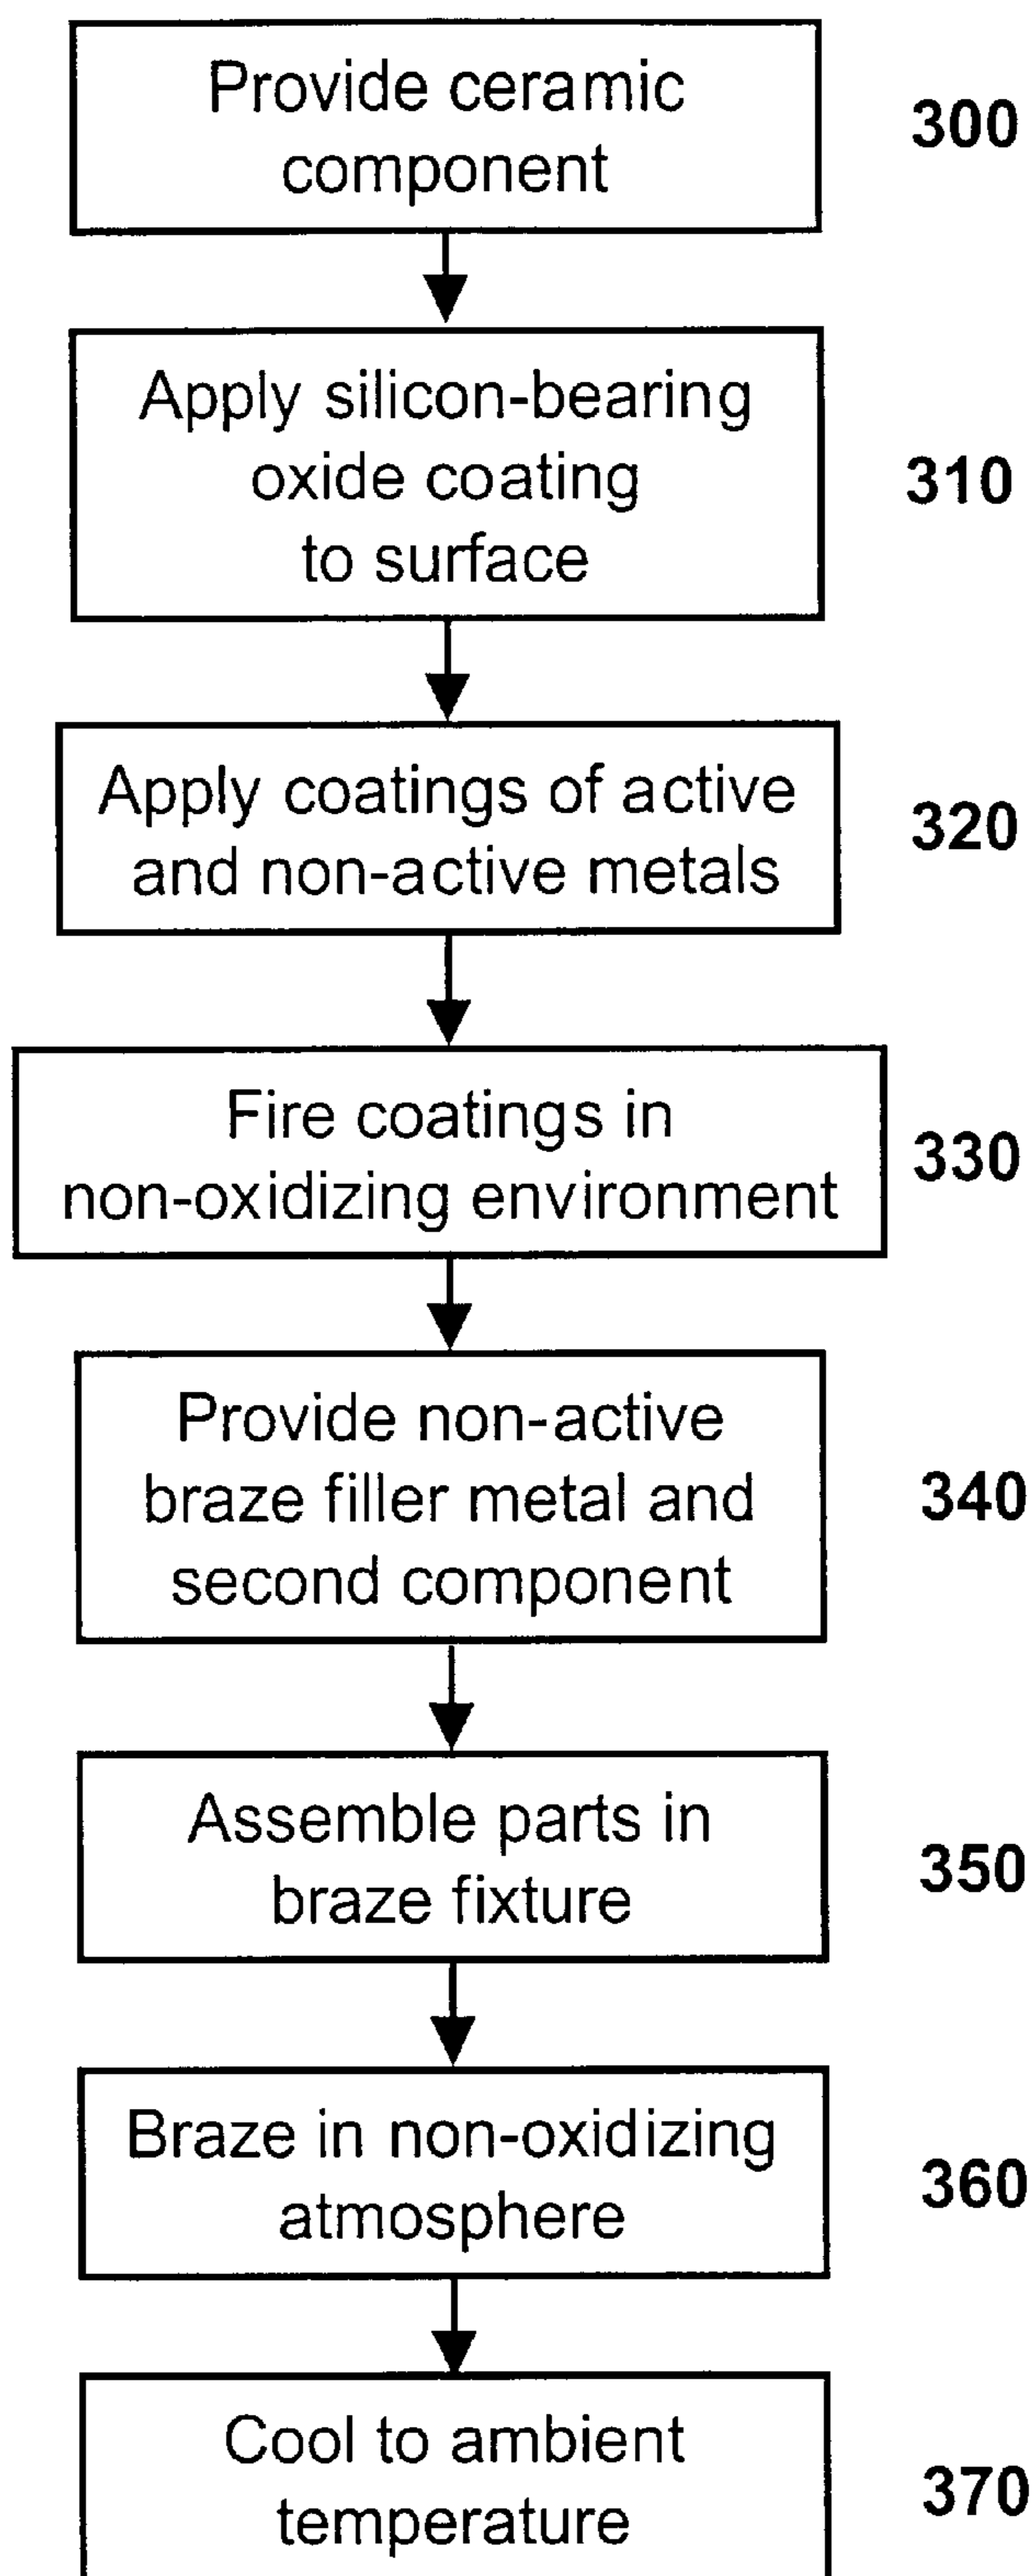 Provide ceramic
component
300
Apply silicon-bearing
oxide coating
to surface
310
Apply coatings of active
and non-active metals
320
Fire coatings in
non-oxidizing environment
330
Provide non-active
braze filler metal and
second component
340
Assemble parts in
braze fixture
350
Braze in non-oxidizing
atmosphere
360
Cool to ambient
temperature
370